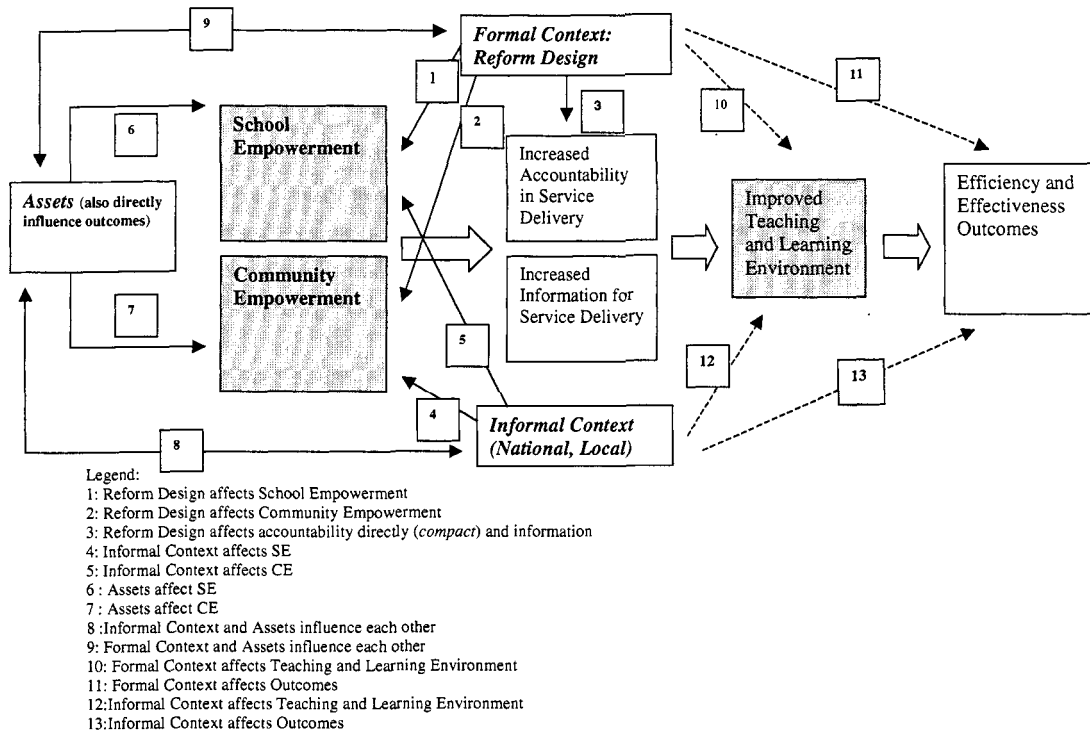 9
Formal Context:
Reform Design
1
11
2
10
3
6
School
Empowerment
Increased
Accountability
in Service
Delivery
Assets (also directly
influence outcomes)
Improved
Teaching
and Learning
Environment
Efficiency and
Effectiveness
Outcomes
Community
Empowerment
Increased
Information for
Service Delivery
7
5
12
13
4
Informal Context
(National, Local)
8
Legend:
1: Reform Design affects School Empowerment
2: Reform Design affects Community Empowerment
3: Reform Design affects accountability directly (compact) and information
4: Informal Context affects SE
5: Informal Context affects CE
6 : Assets affect SE
7 : Assets affect CE
8 :Informal Context and Assets influence each other
9: Formal Context and Assets influence each other
10: Formal Context affects Teaching and Learning Environment
11: Formal Context affects Outcomes
12:Informal Context affects Teaching and Learning Environment
13:Informal Context affects Outcomes